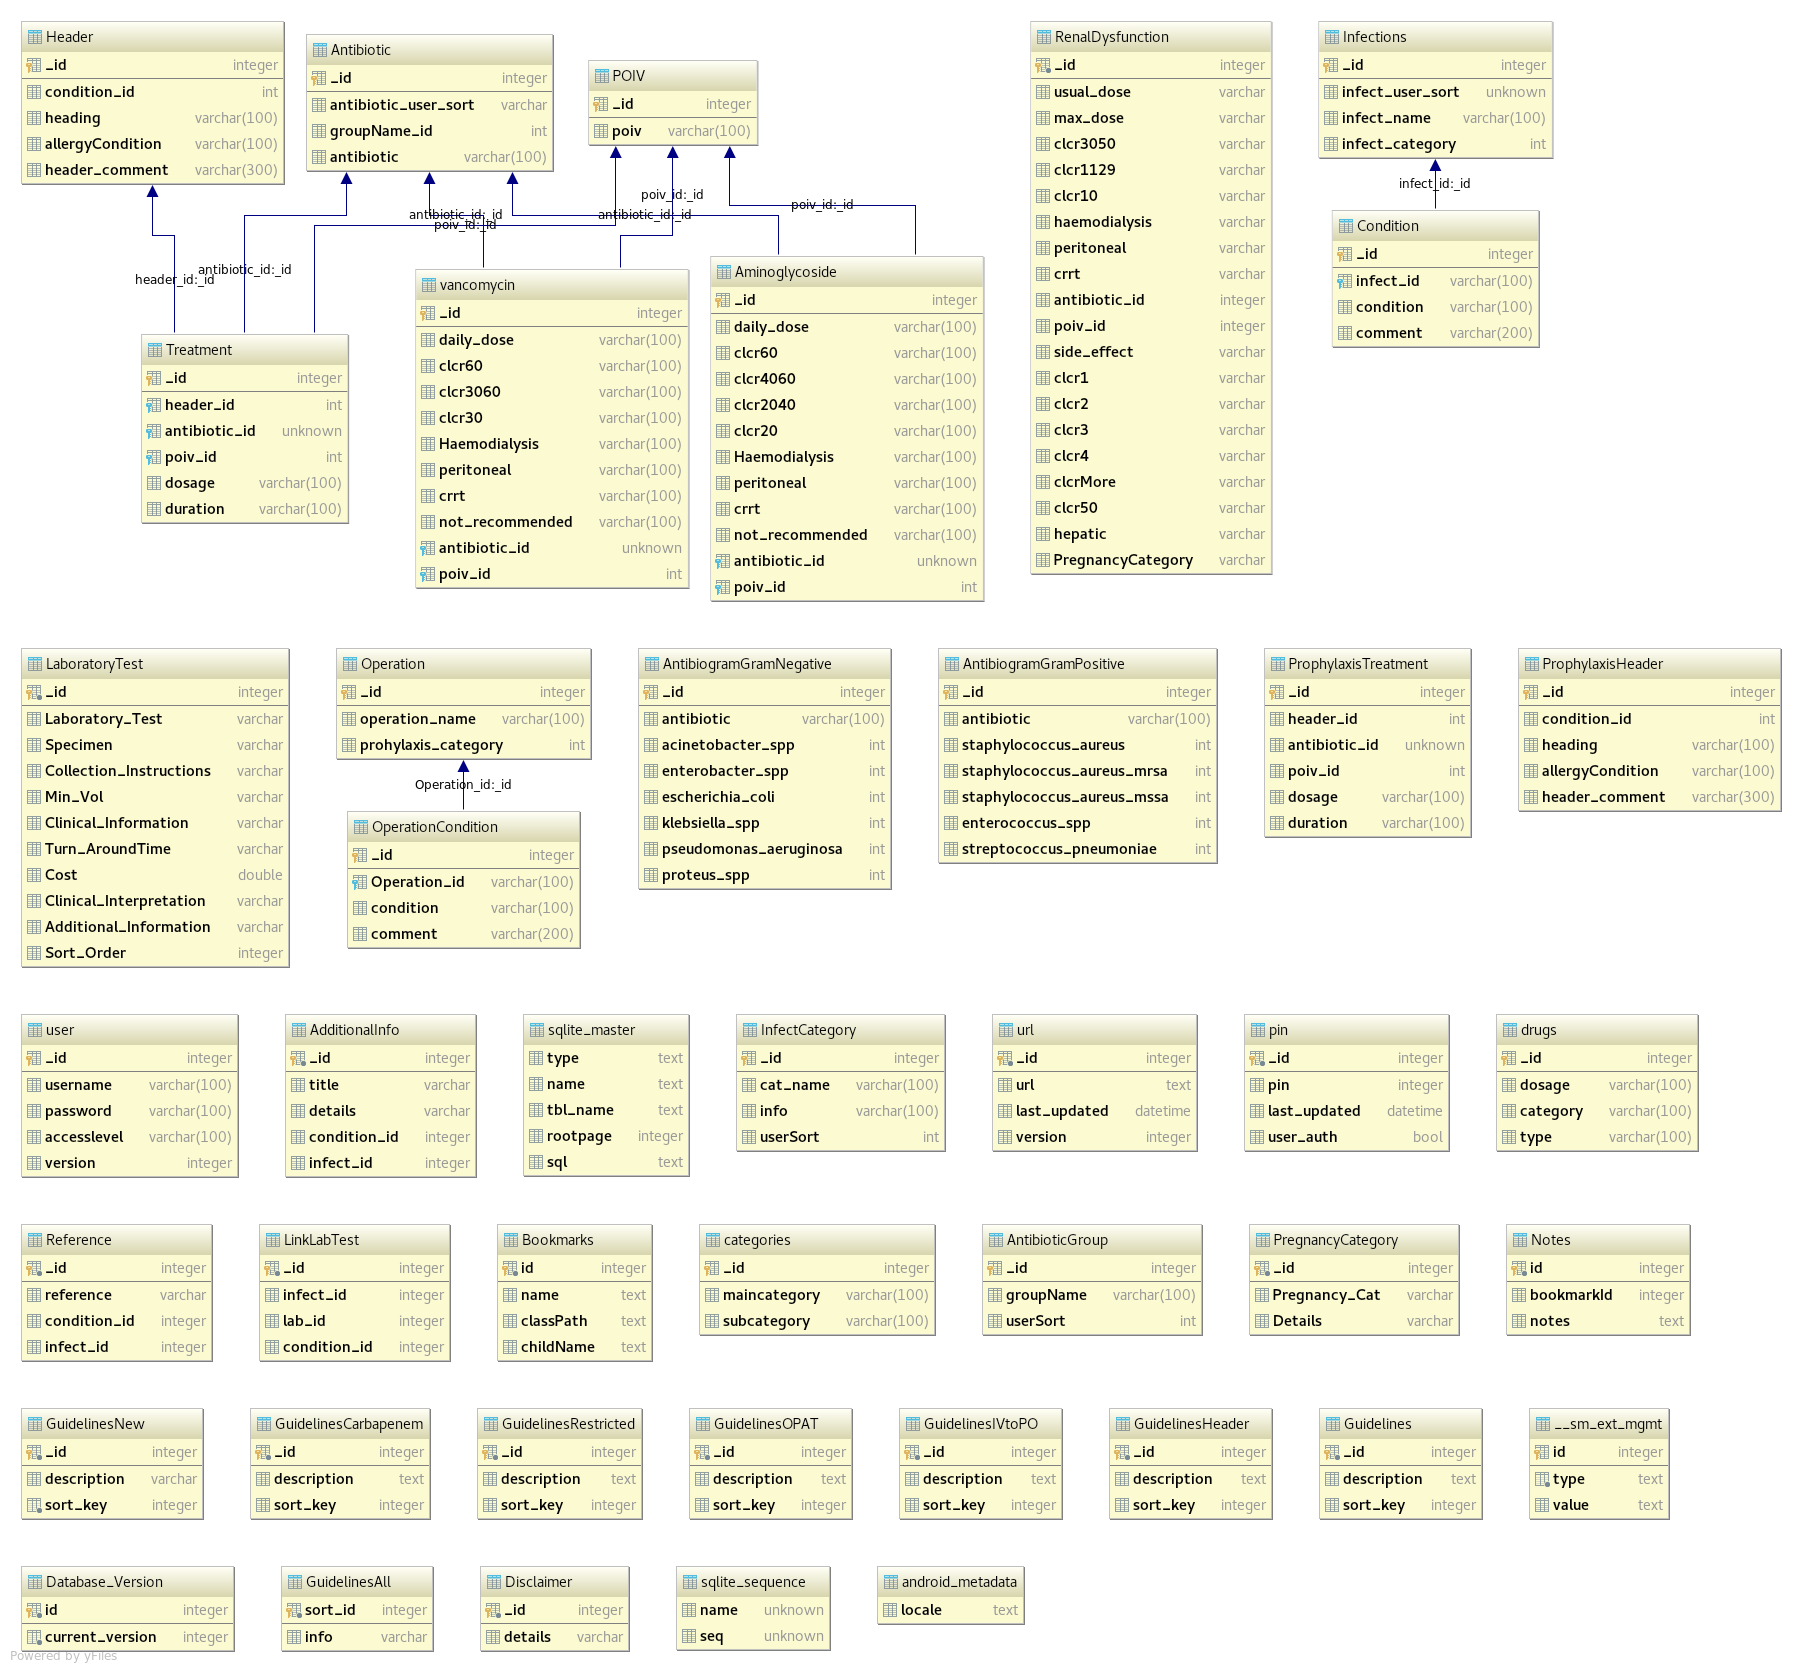 Header
_id integer
condition_id int
heading varchar(100)
allergyCondition varchar(100)
header_comment varchar(300)
Antibiotic
_id integer
antibiotic_user_sort varchar
groupName_id int
antibiotic varchar(100)
POIV
_id integer
poiv varchar(100)
RenalDysfunction
_id integer
usual_dose varchar
max_dose varchar
clcr3050 varchar
clcr1129 varchar
clcr10 varchar
haemodialysis varchar
peritoneal varchar
crrt varchar
antibiotic_id integer
poiv_id integer
side_effect varchar
clcr1 varchar
clcr2 varchar
clcr3 varchar
clcr4 varchar
clcrMore varchar
clcr50 varchar
hepatic varchar
PregnancyCategory varchar
Infections
_id integer
infect_user_sort unknown
infect_name varchar(100)
infect_category int
infect_id:_id
Condition
_id integer
infect_id varchar(100)
condition varchar(100)
comment varchar(200)
poiv_id:_id
poiv_id:_id
antibiotic_id:_id
antibiotic_id:_id
poiv_id:_id
antibiotic_id:_id
header_id:_id
Treatment
_id integer
header_id int
antibiotic_id unknown
poiv_id int
dosage varchar(100)
duration varchar(100)
vancomycin
_id integer
daily_dose varchar(100)
clcr60 varchar(100)
clcr3060 varchar(100)
clcr30 varchar(100)
Haemodialysis varchar(100)
peritoneal varchar(100)
crrt varchar(100)
not_recommended varchar(100)
antibiotic_id unknown
poiv_id int
Aminoglycoside
_id integer
daily_dose varchar(100)
clcr60 varchar(100)
clcr4060 varchar(100)
clcr2040 varchar(100)
clcr20 varchar(100)
Haemodialysis varchar(100)
peritoneal varchar(100)
crrt varchar(100)
not_recommended varchar(100)
antibiotic_id unknown
poiv_id int
LaboratoryTest
_id integer
Laboratory_Test varchar
Specimen varchar
Collection_Instructions varchar
Min_Vol varchar
Clinical_Information varchar
Turn_AroundTime varchar
Cost double
Clinical_Interpretation varchar
Additional_Information varchar
Sort_Order integer
Operation
_id integer
operation_name varchar(100)
prohylaxis_category int
Operation_id:_id
OperationCondition
_id integer
Operation_id varchar(100)
condition varchar(100)
comment varchar(200)
AntibiogramGramNegative
_id integer
antibiotic varchar(100)
acinetobacter_spp int
enterobacter_spp int
escherichia_coli int
klebsiella_spp int
pseudomonas_aeruginosa int
proteus_spp int
AntibiogramGramPositive
_id integer
antibiotic varchar(100)
staphylococcus_aureus int
staphylococcus_aureus_mrsa int
staphylococcus_aureus_mssa int
enterococcus_spp int
streptococcus_pneumoniae int
ProphylaxisTreatment
_id integer
header_id int
antibiotic_id unknown
poiv_id int
dosage varchar(100)
duration varchar(100)
ProphylaxisHeader
_id integer
condition_id int
heading varchar(100)
allergyCondition varchar(100)
header_comment varchar(300)
user
_id integer
username varchar(100)
password varchar(100)
accesslevel varchar(100)
version integer
AdditionalInfo
_id integer
title varchar
details varchar
condition_id integer
infect_id integer
sqlite_master
type text
name text
tbl_name text
rootpage integer
sql text
InfectCategory
_id integer
cat_name varchar(100)
info varchar(100)
userSort int
url
_id integer
url text
last_updated datetime
version integer
pin
_id integer
pin integer
last_updated datetime
user_auth bool
drugs
_id integer
dosage varchar(100)
category varchar(100)
type varchar(100)
Reference
_id integer
reference varchar
condition_id integer
infect_id integer
LinkLabTest
_id integer
infect_id integer
lab_id integer
condition_id integer
Bookmarks
id integer
name text
classPath text
childName text
categories
_id integer
maincategory varchar(100)
subcategory varchar(100)
AntibioticGroup
_id integer
groupName varchar(100)
userSort int
PregnancyCategory
_id integer
Pregnancy_Cat varchar
Details varchar
Notes
id integer
bookmarkId integer
notes text
GuidelinesNew
_id integer
description varchar
sort_key integer
GuidelinesCarbapenem
_id integer
description text
sort_key integer
GuidelinesRestricted
_id integer
description text
sort_key integer
GuidelinesOPAT
_id integer
description text
sort_key integer
GuidelinesIVtoPO
_id integer
description text
sort_key integer
GuidelinesHeader
_id integer
description text
sort_key integer
Guidelines
_id integer
description text
sort_key integer
__sm_ext_mgmt
id integer
type text
value text
Database_Version
id integer
current_version integer
GuidelinesAll
sort_id integer
info varchar
Disclaimer
_id integer
details varchar
sqlite_sequence
name unknown
seq unknown
android_metadata
locale text
Powered by yFiles